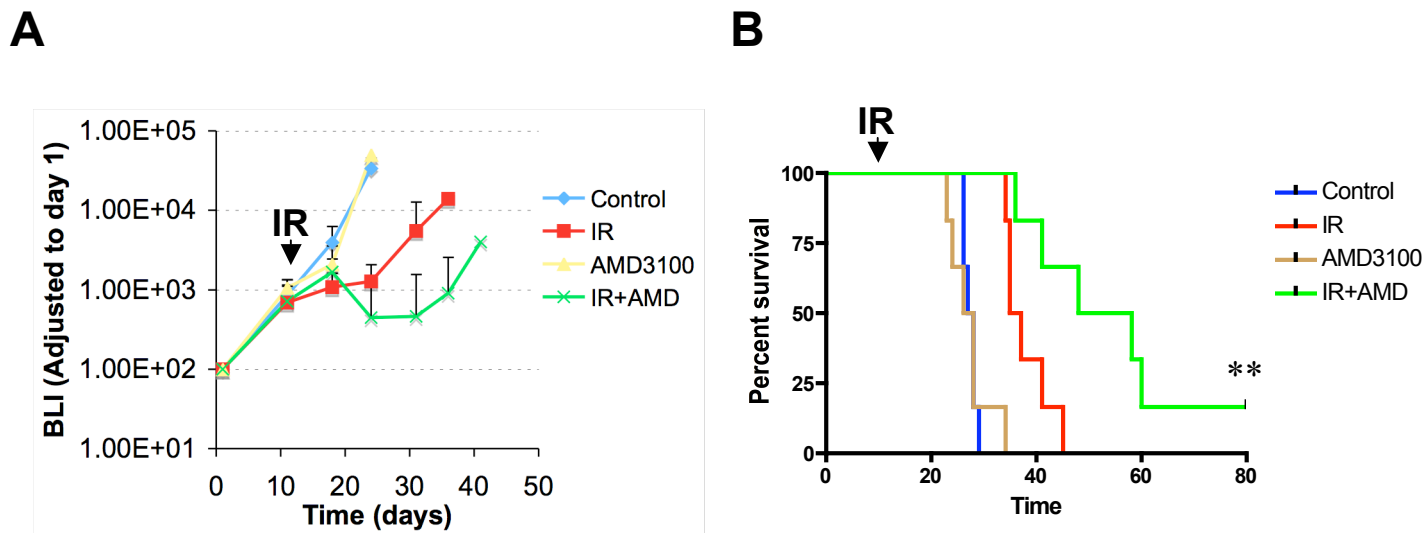 A
B
1.00E+05
1.00E+04
1.00E+03
1.00E+02
1.00E+01
BLI (Adjusted to day 1)
IR
0 10 20 30 40 50
Time (days)
Control
IR
AMD3100
IR+AMD
IR
100
75
50
25
0
Percent survival
**
0 20 40 60 80
Time
Control
IR
AMD3100
IR+AMD